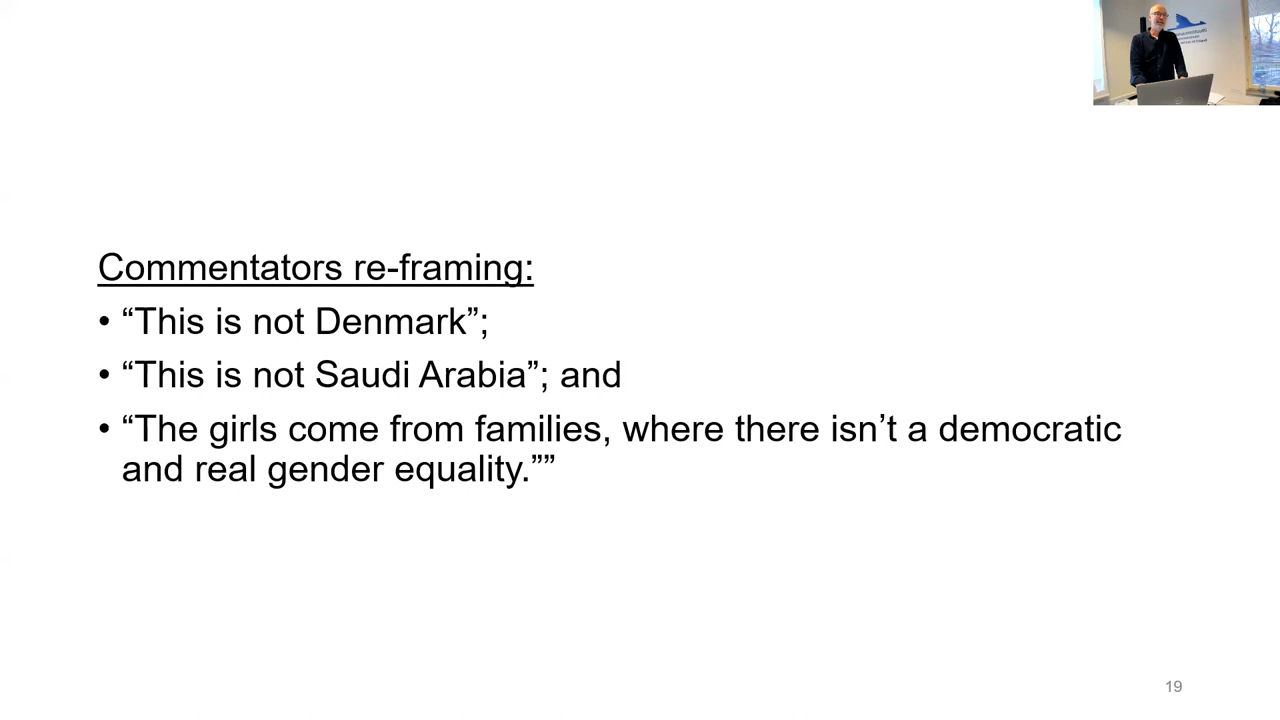 Commentators re-framing:
• “This is not Denmark”;
• “This is not Saudi Arabia”; and
• “The girls come from families, where there isn’t a democratic
and real gender equality.””
19